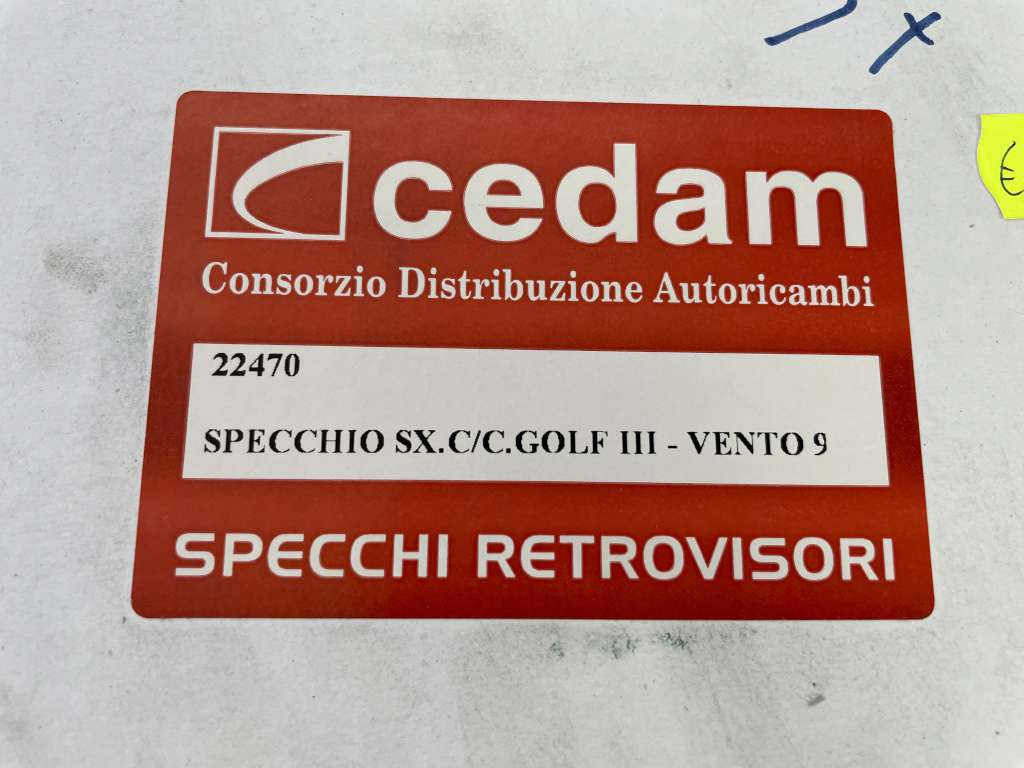 x
cedam
Consorzio Distribuzione Autoricambi
€
22470
SPECCHIO SX.C/C.GOLF III - VENTO 9
SPECCHI RETROVISORI